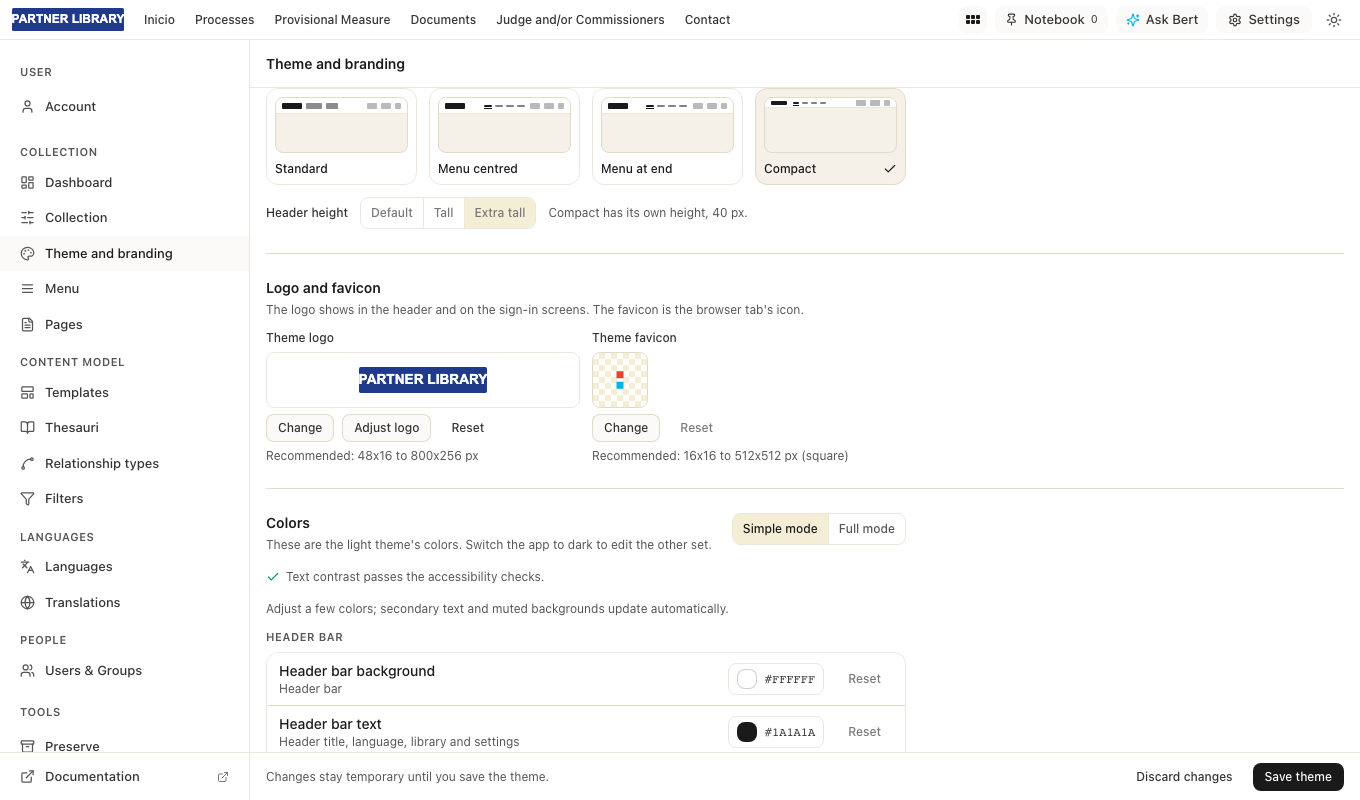 PARTNER LIBRARY
Inicio
Processes
Provisional Measure
Documents
Judge and/or Commissioners
Contact
Notebook 0
Ask Bert
Settings
USER
Account
COLLECTION
Dashboard
Collection
Theme and branding
Menu
Pages
CONTENT MODEL
Templates
Thesauri
Relationship types
Filters
LANGUAGES
Languages
Translations
PEOPLE
Users & Groups
TOOLS
Preserve
Documentation
Theme and branding
Standard
Menu centred
Menu at end
Compact
Header height
Default
Tall
Extra tall
Compact has its own height, 40 px.
Logo and favicon
The logo shows in the header and on the sign-in screens. The favicon is the browser tab's icon.
Theme logo
Theme favicon
PARTNER LIBRARY
Change
Adjust logo
Reset
Change
Reset
Recommended: 48x16 to 800x256 px
Recommended: 16x16 to 512x512 px (square)
Colors
These are the light theme's colors. Switch the app to dark to edit the other set.
Simple mode
Full mode
Text contrast passes the accessibility checks.
Adjust a few colors; secondary text and muted backgrounds update automatically.
HEADER BAR
Header bar background
Header bar
#FFFFFF
Reset
Header bar text
Header title, language, library and settings
#1A1A1A
Reset
Changes stay temporary until you save the theme.
Discard changes
Save theme